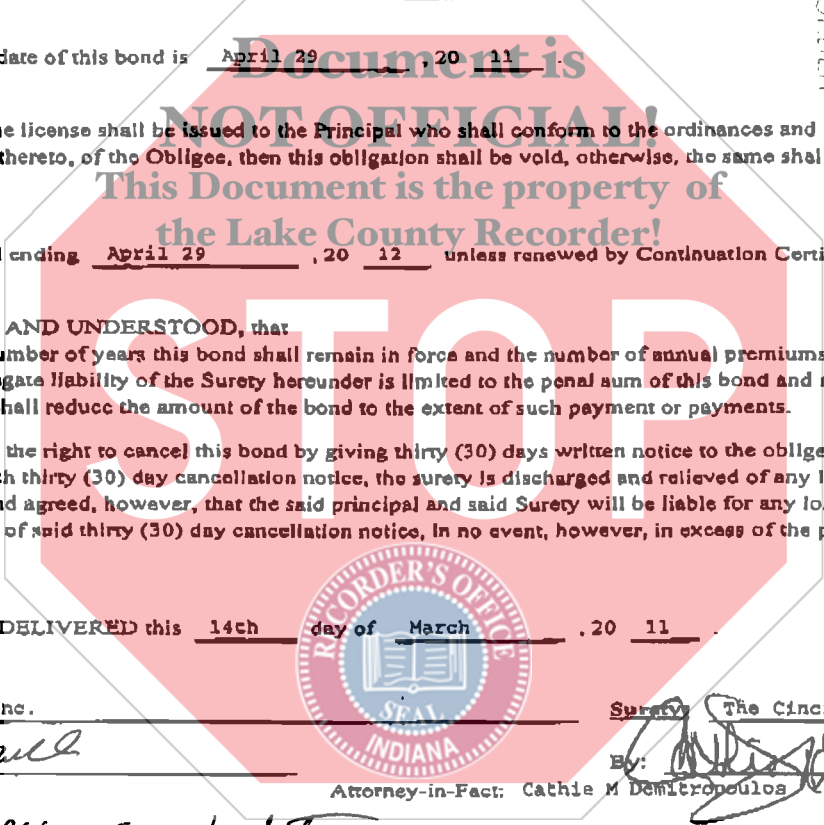 date of this bond is April 29 , 20 11 .
Document is
NOT OFFICIAL!
e license shall be issued to the Principal who shall conform to the ordinances and
thereto, of the Obligee, then this obligation shall be void, otherwise, the same shal
This Document is the property of
the Lake County Recorder!
ending April 29 , 20 12 unless renewed by Continuation Certi
STOP
AND UNDERSTOOD, that
umber of years this bond shall remain in force and the number of annual premiums
gate liability of the Surety hereunder is limited to the penal sum of this bond and
hall reduce the amount of the bond to the extent of such payment or payments.
the right to cancel this bond by giving thirty (30) days written notice to the oblige
h thirty (30) day cancellation notice, the surety is discharged and relieved of any l
d agreed, however, that the said principal and said Surety will be liable for any lo
of said thirty (30) day cancellation notice, in no event, however, in excess of the p
RECORDER'S OFFICE
SEAL
INDIANA
DELIVERED this 14th day of March , 20 11 .
nc.
Surety: The Cinc
By:
Attorney-in-Fact: Cathie M Demitropoulos